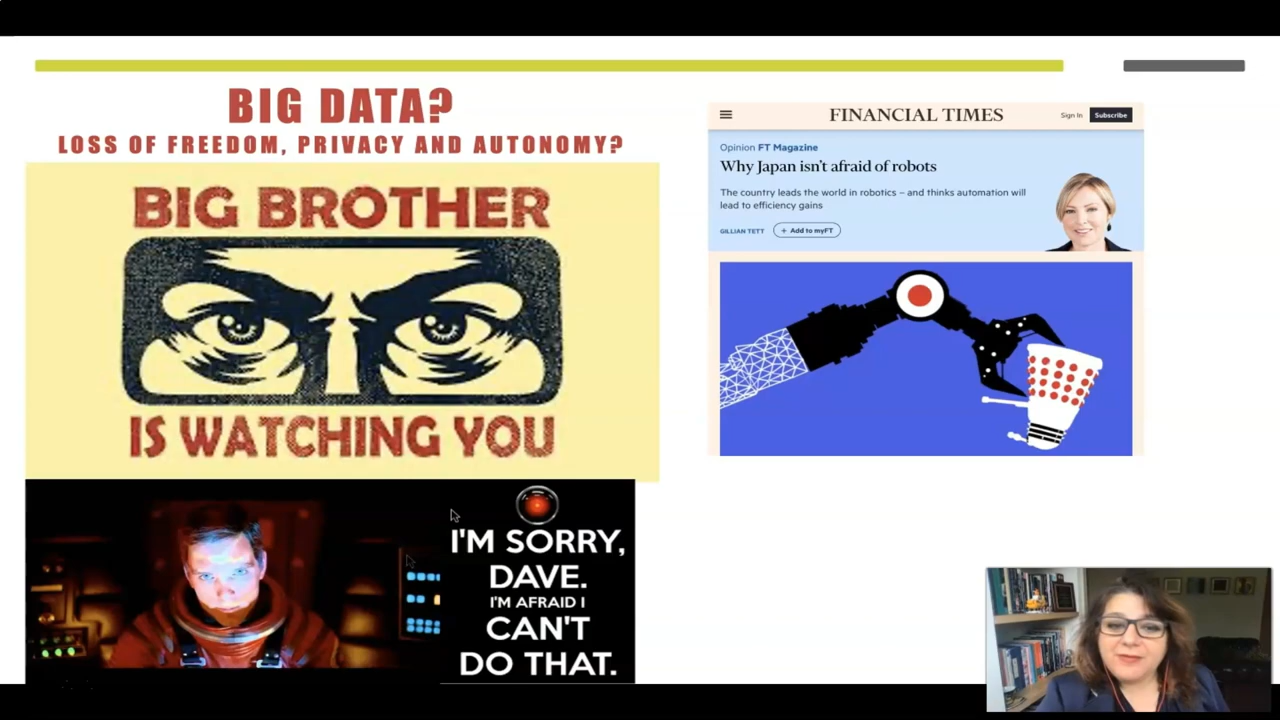 BIG DATA?
LOSS OF FREEDOM, PRIVACY AND AUTONOMY?
BIG BROTHER
IS WATCHING YOU
I'M SORRY,
DAVE.
I'M AFRAID I
CAN'T
DO THAT.
FINANCIAL TIMES
Sign In
Subscribe
Opinion FT Magazine
Why Japan isn't afraid of robots
The country leads the world in robotics – and thinks automation will
lead to efficiency gains
GILLIAN TETT
+ Add to myFT